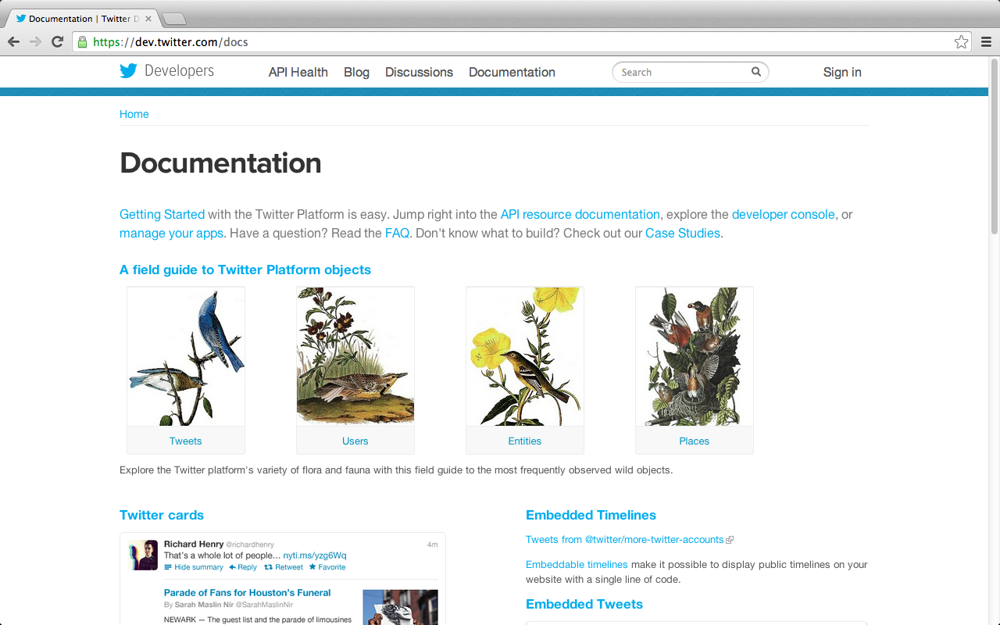 Documentation | Twitter D
https://dev.twitter.com/docs
Developers
API Health
Blog
Discussions
Documentation
Search
Sign in
Home
Documentation
Getting Started with the Twitter Platform is easy. Jump right into the API resource documentation, explore the developer console, or
manage your apps. Have a question? Read the FAQ. Don't know what to build? Check out our Case Studies.
A field guide to Twitter Platform objects
Tweets
Users
Entities
Places
Explore the Twitter platform's variety of flora and fauna with this field guide to the most frequently observed wild objects.
Twitter cards
Richard Henry @richardhenry
4m
That's a whole lot of people... nyti.ms/yzg6Wq
Hide summary
Reply
Retweet
Favorite
Parade of Fans for Houston's Funeral
By Sarah Maslin Nir @SarahMaslinNir
NEWARK — The guest list and the parade of limousines
Embedded Timelines
Tweets from @twitter/more-twitter-accounts
Embeddable timelines make it possible to display public timelines on your
website with a single line of code.
Embedded Tweets